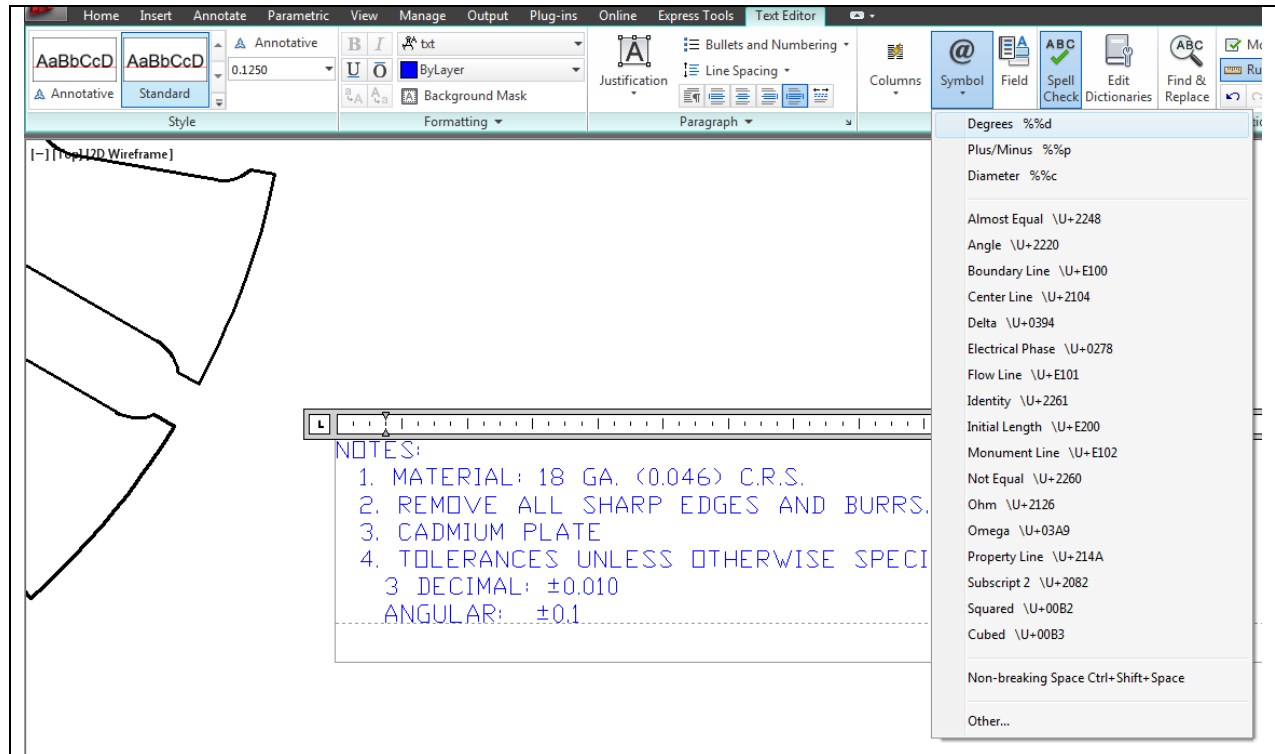 Home Insert Annotate Parametric View Manage Output Plug-ins Online Express Tools Text Editor
AaBbCcD AaBbCcD Annotative
Annotative Standard 0.1250
Style
B I txt
U O ByLayer
Background Mask
Formatting
A
Justification
Bullets and Numbering
Line Spacing
Paragraph
Columns
@
Symbol
Field
ABC
Spell
Check
Edit
Dictionaries
ABC
Find &
Replace
Ru
[−] [Top] [2D Wireframe]
L
NOTES:
1. MATERIAL: 18 GA. (0.046) C.R.S.
2. REMOVE ALL SHARP EDGES AND BURRS.
3. CADMIUM PLATE
4. TOLERANCES UNLESS OTHERWISE SPECI
3 DECIMAL: ±0.010
ANGULAR: ±0.1
Degrees %%d
Plus/Minus %%p
Diameter %%c
Almost Equal \U+2248
Angle \U+2220
Boundary Line \U+E100
Center Line \U+2104
Delta \U+0394
Electrical Phase \U+0278
Flow Line \U+E101
Identity \U+2261
Initial Length \U+E200
Monument Line \U+E102
Not Equal \U+2260
Ohm \U+2126
Omega \U+03A9
Property Line \U+214A
Subscript 2 \U+2082
Squared \U+00B2
Cubed \U+00B3
Non-breaking Space Ctrl+Shift+Space
Other...